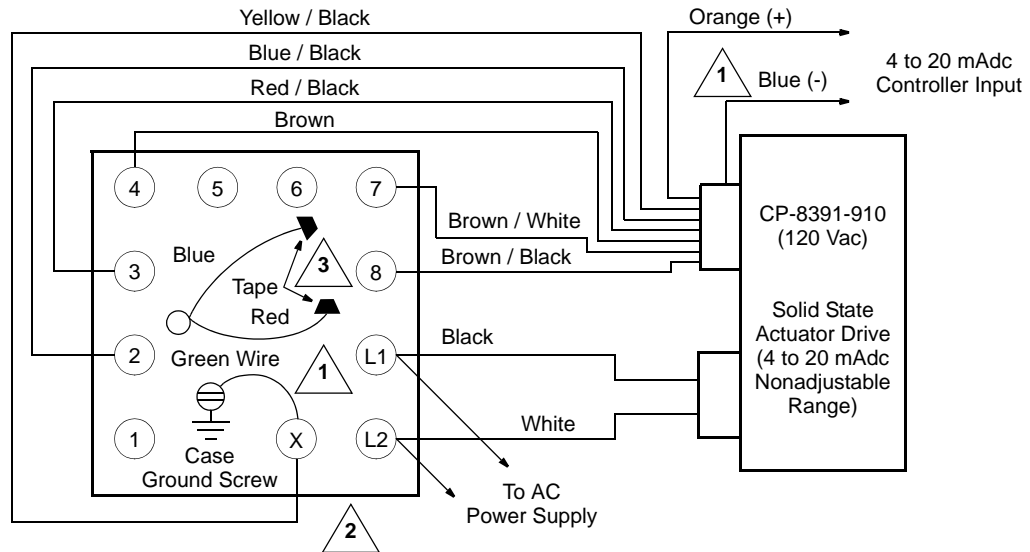 Yellow / Black
Orange (+)
Blue / Black
1
4 to 20 mAdc
Controller Input
Blue (-)
Red / Black
Brown
4
5
6
7
Brown / White
CP-8391-910
(120 Vac)
Blue
3
3
8
Brown / Black
Tape
Red
Solid State
Actuator Drive
(4 to 20 mAdc
Nonadjustable
Range)
2
Green Wire
1
L1
Black
1
X
L2
White
Case
Ground Screw
To AC
Power Supply
2